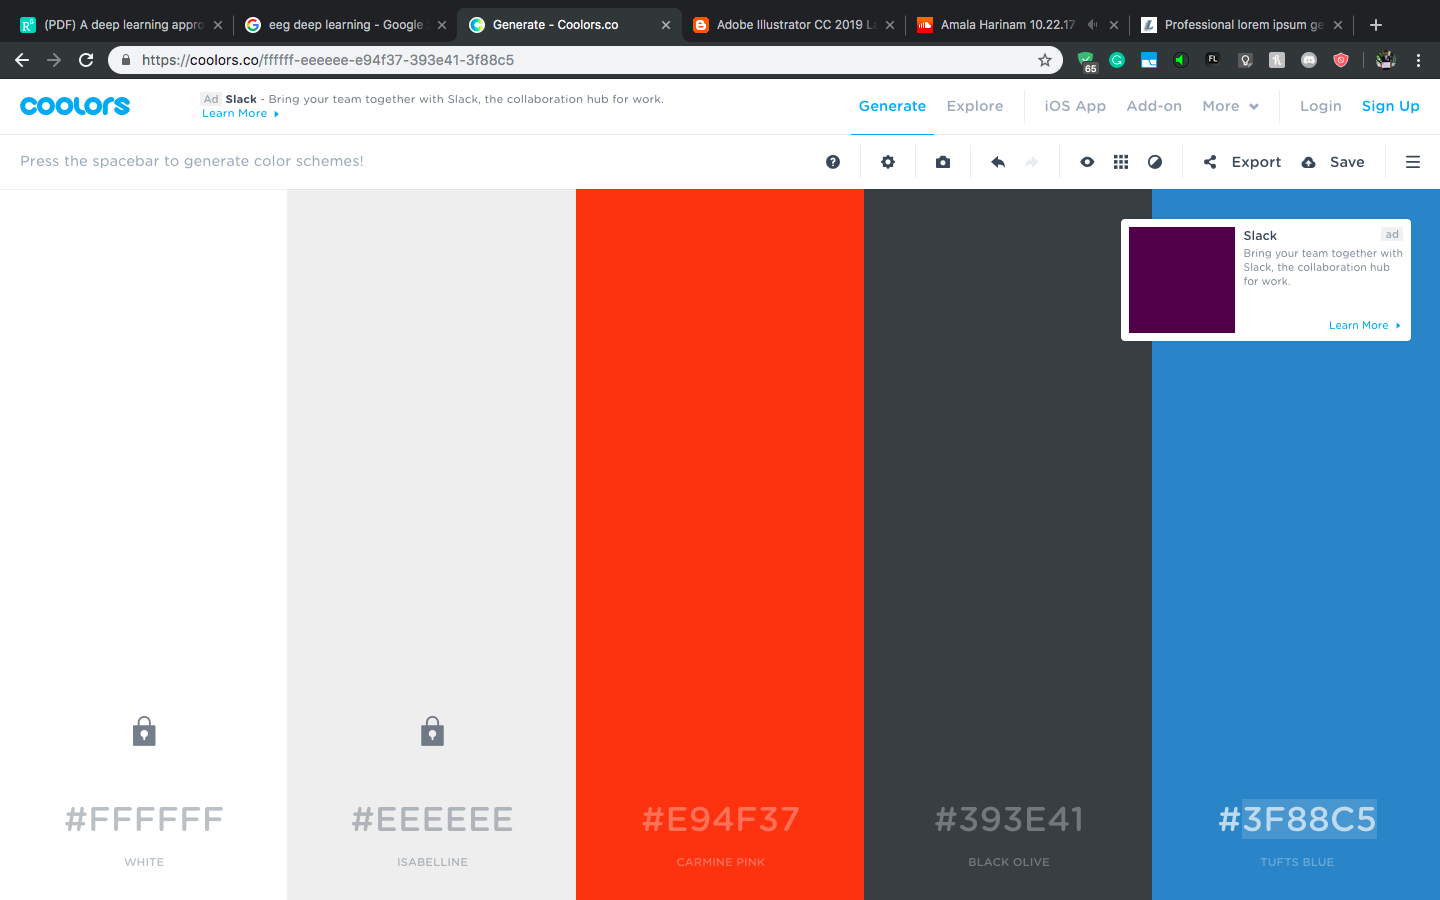 (PDF) A deep learning appro
eeg deep learning - Google
Generate - Coolors.co
Adobe Illustrator CC 2019 La
Amala Harinam 10.22.17
Professional lorem ipsum ge
https://coolors.co/ffffff-eeeeee-e94f37-393e41-3f88c5
65
FL
coolors
Ad Slack - Bring your team together with Slack, the collaboration hub for work.
Learn More
Generate
Explore
iOS App
Add-on
More
Login
Sign Up
Press the spacebar to generate color schemes!
Export
Save
Slack
ad
Bring your team together with
Slack, the collaboration hub
for work.
Learn More
#FFFFFF
#EEEEEE
#E94F37
#393E41
#3F88C5
WHITE
ISABELLINE
CARMINE PINK
BLACK OLIVE
TUFTS BLUE